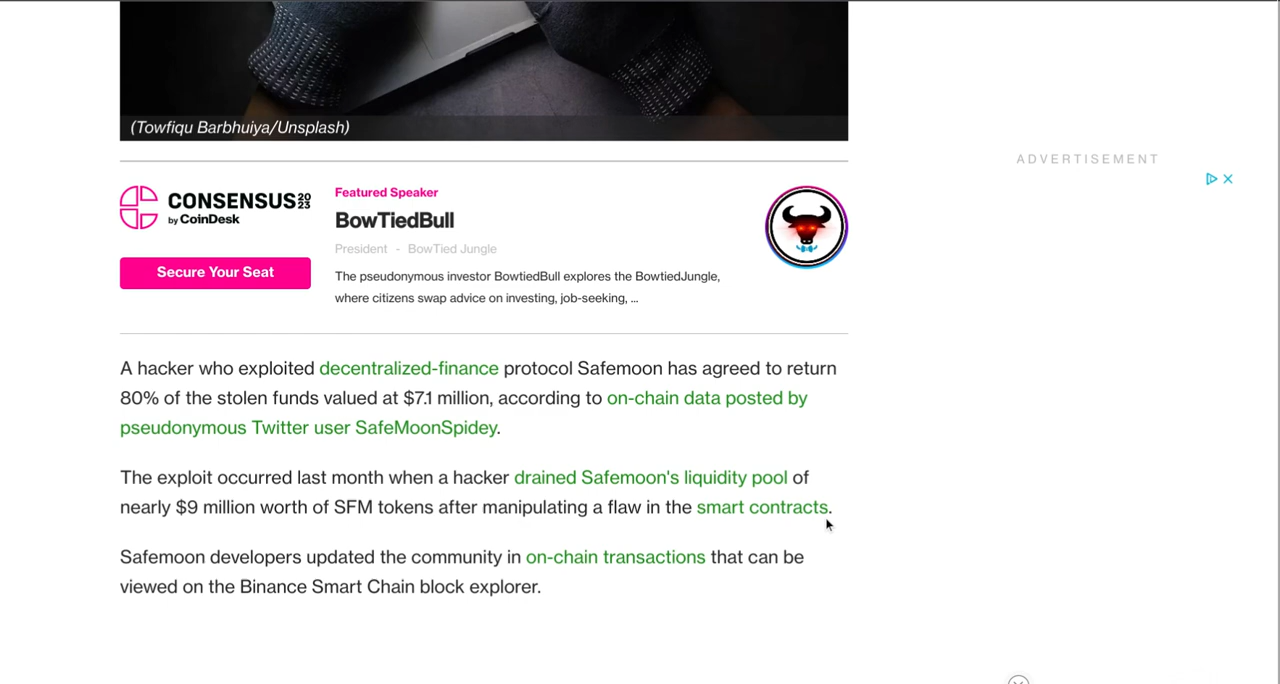 (Towfiqu Barbhuiya/Unsplash)
ADVERTISEMENT
CONSENSUS 2023
by CoinDesk
Secure Your Seat
Featured Speaker
BowTiedBull
President - BowTied Jungle
The pseudonymous investor BowtiedBull explores the BowtiedJungle,
where citizens swap advice on investing, job-seeking, ...
A hacker who exploited decentralized-finance protocol Safemoon has agreed to return
80% of the stolen funds valued at $7.1 million, according to on-chain data posted by
pseudonymous Twitter user SafeMoonSpidey.
The exploit occurred last month when a hacker drained Safemoon's liquidity pool of
nearly $9 million worth of SFM tokens after manipulating a flaw in the smart contracts.
Safemoon developers updated the community in on-chain transactions that can be
viewed on the Binance Smart Chain block explorer.